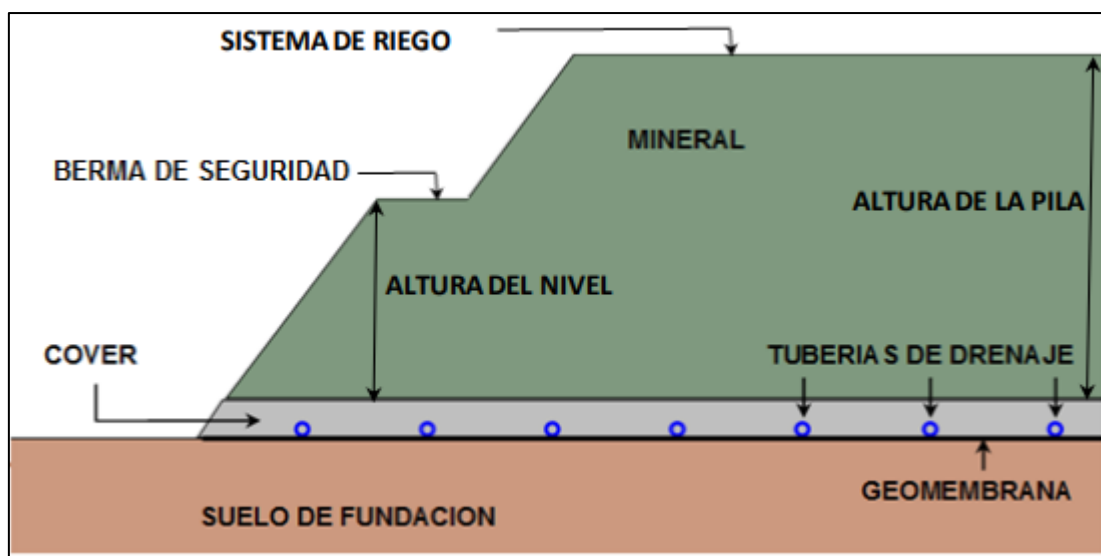 SISTEMA DE RIEGO
MINERAL
BERMA DE SEGURIDAD
ALTURA DE LA PILA
ALTURA DEL NIVEL
COVER
TUBERIAS DE DRENAJE
GEOMEMBRANA
SUELO DE FUNDACION